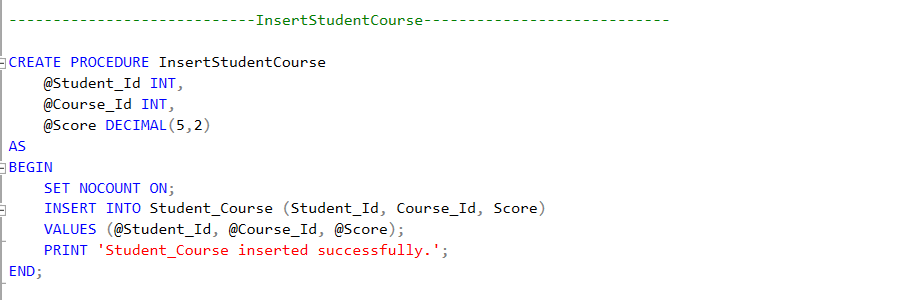 ----------------------------InsertStudentCourse----------------------------
CREATE PROCEDURE InsertStudentCourse
    @Student_Id INT,
    @Course_Id INT,
    @Score DECIMAL(5,2)
AS
BEGIN
    SET NOCOUNT ON;
    INSERT INTO Student_Course (Student_Id, Course_Id, Score)
    VALUES (@Student_Id, @Course_Id, @Score);
    PRINT 'Student_Course inserted successfully.';
END;